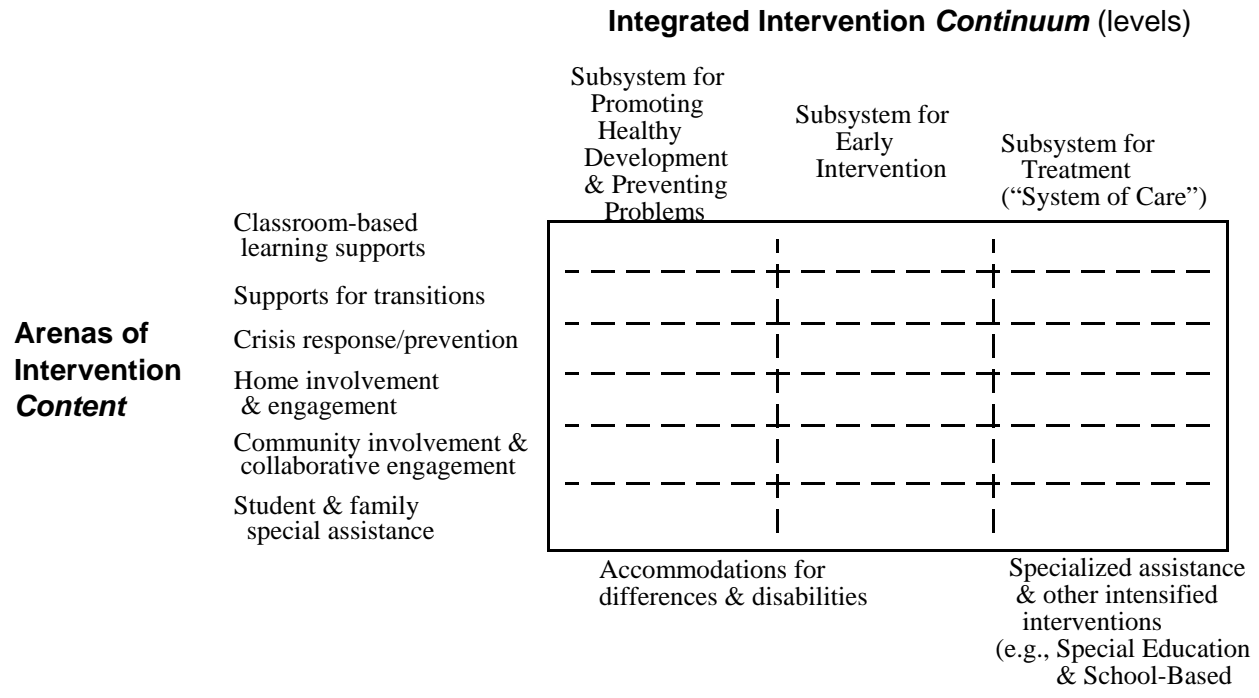 Integrated Intervention Continuum (levels)
Subsystem for
Promoting
Healthy
Development
& Preventing
Problems
Subsystem for
Early
Intervention
Subsystem for
Treatment
(“System of Care”)
Arenas of
Intervention
Content
Classroom-based
learning supports
Supports for transitions
Crisis response/prevention
Home involvement
& engagement
Community involvement &
collaborative engagement
Student & family
special assistance
Accommodations for
differences & disabilities
Specialized assistance
& other intensified
interventions
(e.g., Special Education
& School-Based